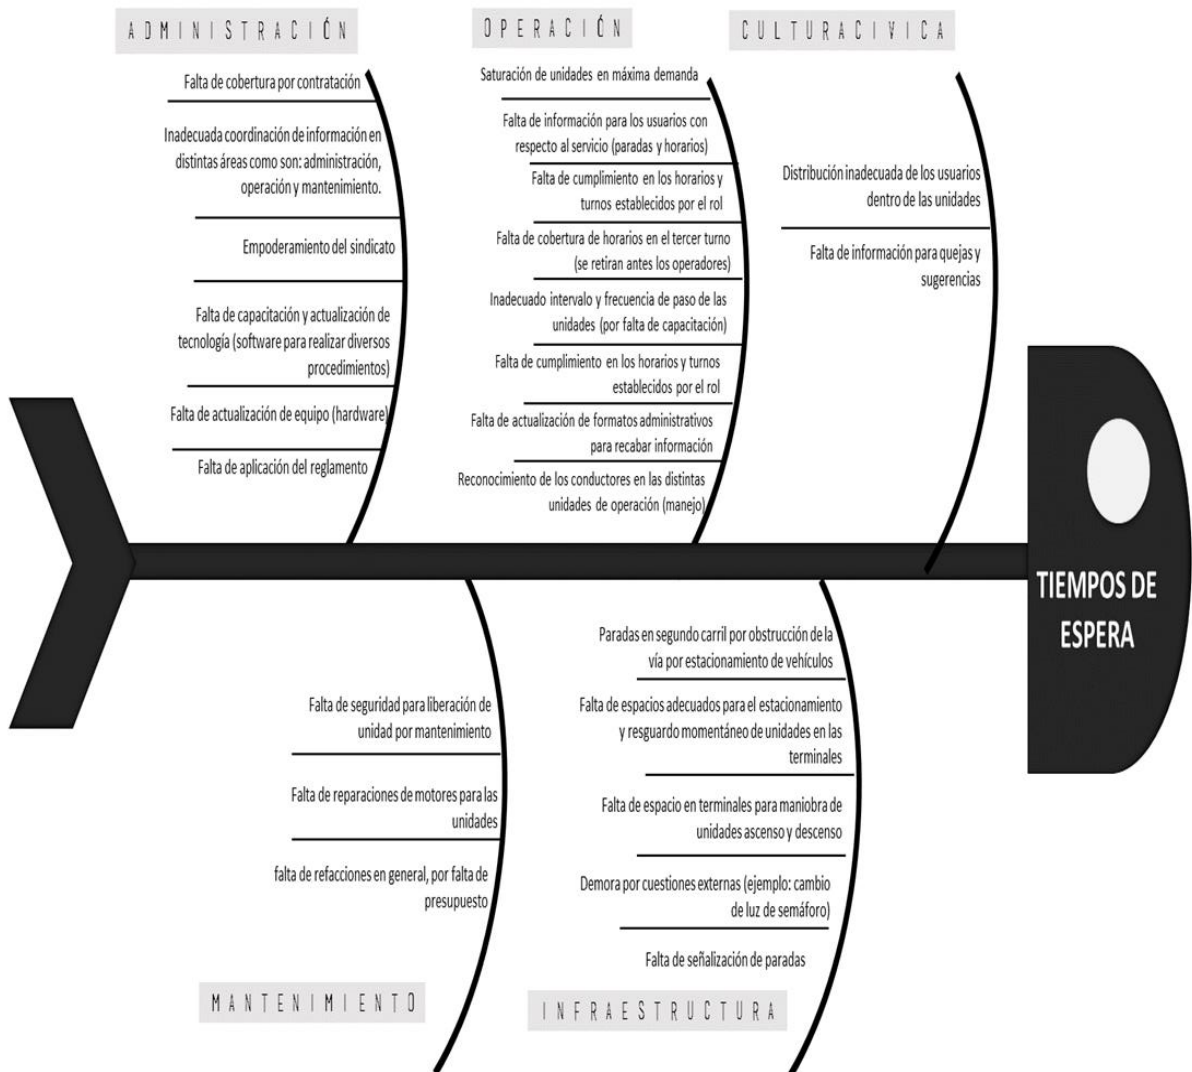 ADMINISTRACIÓN
Falta de cobertura por contratación
Inadecuada coordinación de información en
distintas áreas como son: administración,
operación y mantenimiento.
Empoderamiento del sindicato
Falta de capacitación y actualización de
tecnología (software para realizar diversos
procedimientos)
Falta de actualización de equipo (hardware)
Falta de aplicación del reglamento
OPERACIÓN
Saturación de unidades en máxima demanda
Falta de información para los usuarios con
respecto al servicio (paradas y horarios)
Falta de cumplimiento en los horarios y
turnos establecidos por el rol
Falta de cobertura de horarios en el tercer turno
(se retiran antes los operadores)
Inadecuado intervalo y frecuencia de paso de las
unidades (por falta de capacitación)
Falta de cumplimiento en los horarios y turnos
establecidos por el rol
Falta de actualización de formatos administrativos
para recabar información
Reconocimiento de los conductores en las distintas
unidades de operación (manejo)
CULTURACIVICA
Distribución inadecuada de los usuarios
dentro de las unidades
Falta de información para quejas y
sugerencias
TIEMPOS DE
ESPERA
Falta de seguridad para liberación de
unidad por mantenimiento
Falta de reparaciones de motores para las
unidades
falta de refacciones en general, por falta de
presupuesto
MANTENIMIENTO
Paradas en segundo carril por obstrucción de la
vía por estacionamiento de vehículos
Falta de espacios adecuados para el estacionamiento
y resguardo momentáneo de unidades en las
terminales
Falta de espacio en terminales para maniobra de
unidades ascenso y descenso
Demora por cuestiones externas (ejemplo: cambio
de luz de semáforo)
Falta de señalización de paradas
INFRAESTRUCTURA